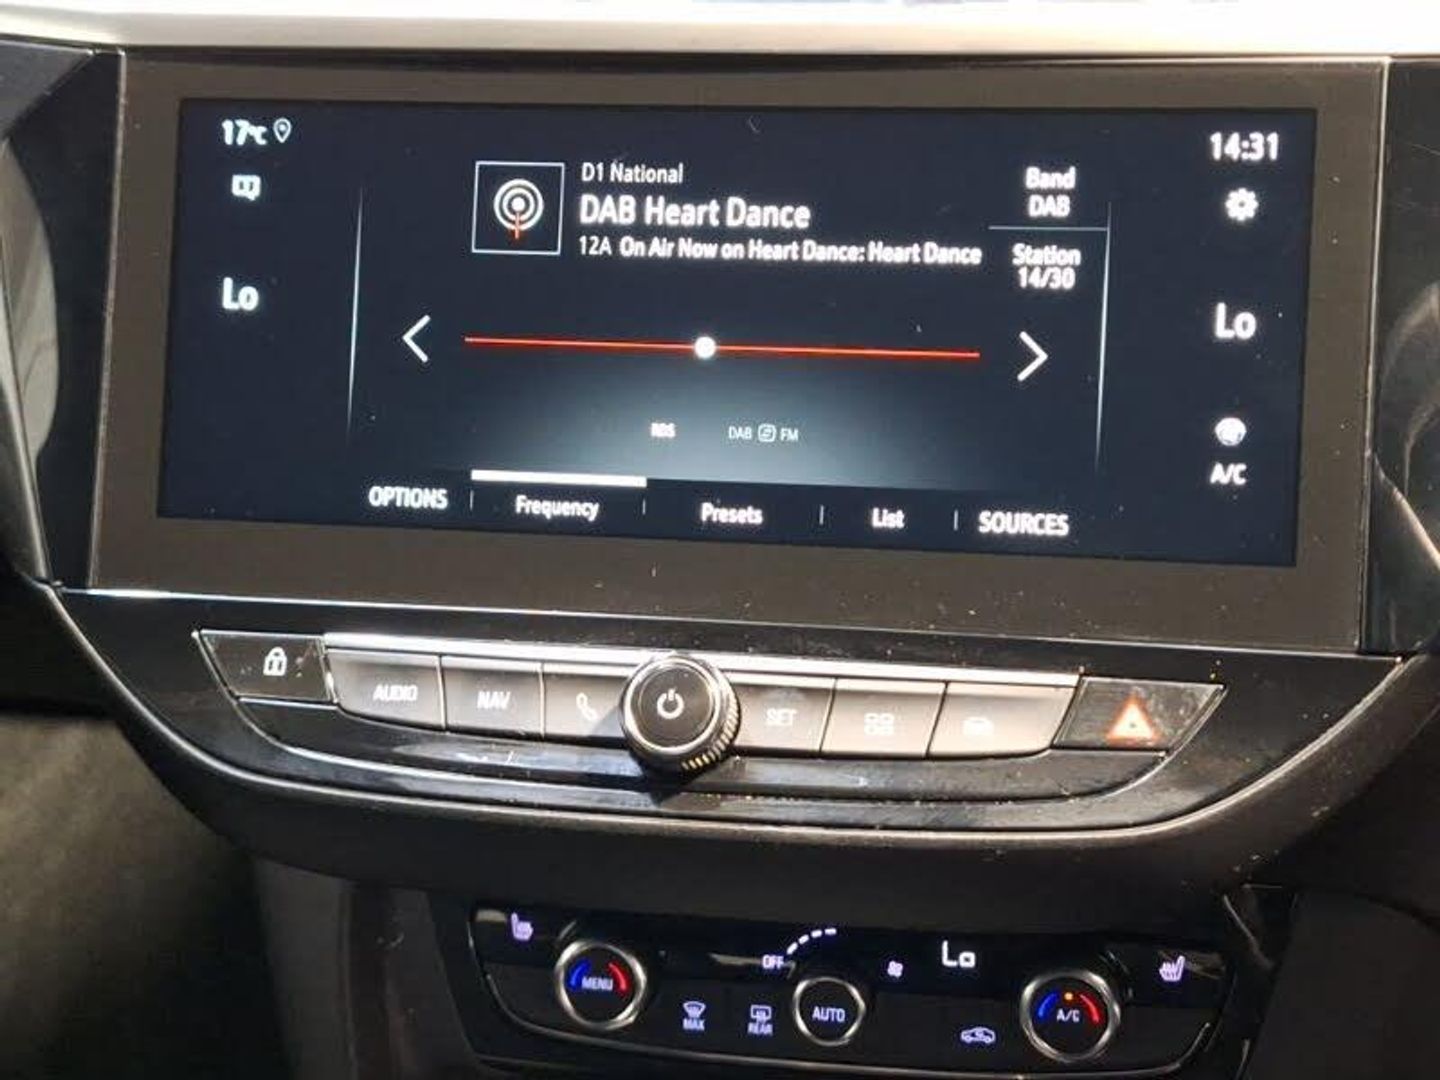 17°C
14:31
D1 National
DAB Heart Dance
12A On Air Now on Heart Dance: Heart Dance
Band
DAB
Station
14/30
Lo
Lo
RDS
DAB FM
A/C
OPTIONS Frequency Presets List SOURCES
AUDIO NAV SET
OFF
Lo
MENU
MAX
REAR
AUTO
A/C